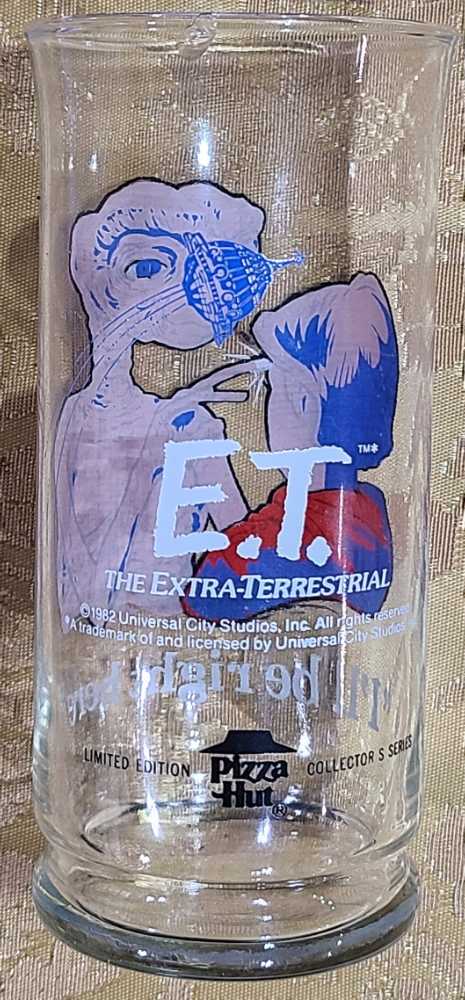 E.T.
TM*
THE EXTRA-TERRESTRIAL
©1982 Universal City Studios, Inc. All rights reserved
*A trademark of and licensed by Universal City Studios
I'll be right here
LIMITED EDITION Pizza Hut® COLLECTOR S SERIES